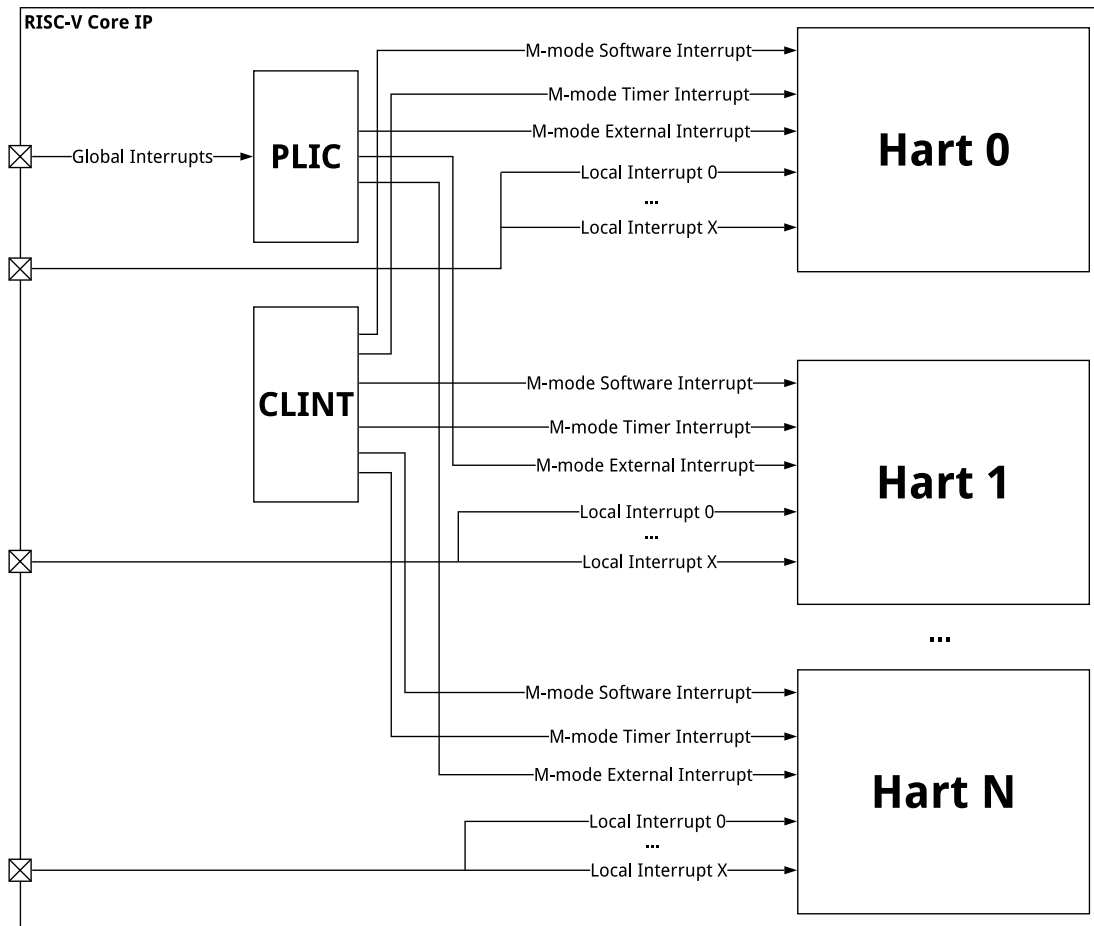 RISC-V Core IP
M-mode Software Interrupt
M-mode Timer Interrupt
M-mode External Interrupt
Global Interrupts
PLIC
Hart 0
Local Interrupt 0
...
Local Interrupt X
CLINT
M-mode Software Interrupt
M-mode Timer Interrupt
M-mode External Interrupt
Hart 1
Local Interrupt 0
...
Local Interrupt X
...
M-mode Software Interrupt
M-mode Timer Interrupt
M-mode External Interrupt
Hart N
Local Interrupt 0
...
Local Interrupt X